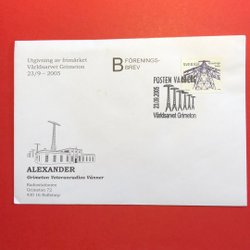 Utgivning av frimärket
Världsarvet Grimeton
23/9 - 2005
B FÖRENINGS-
BREV
SVERIGE
POSTEN VARBERG
23.09.2005
Världsarvet Grimeton
ALEXANDER
Grimeton Veteranradios Vänner
Radiostationen
Grimeton 72
430 16 Rolfstorp